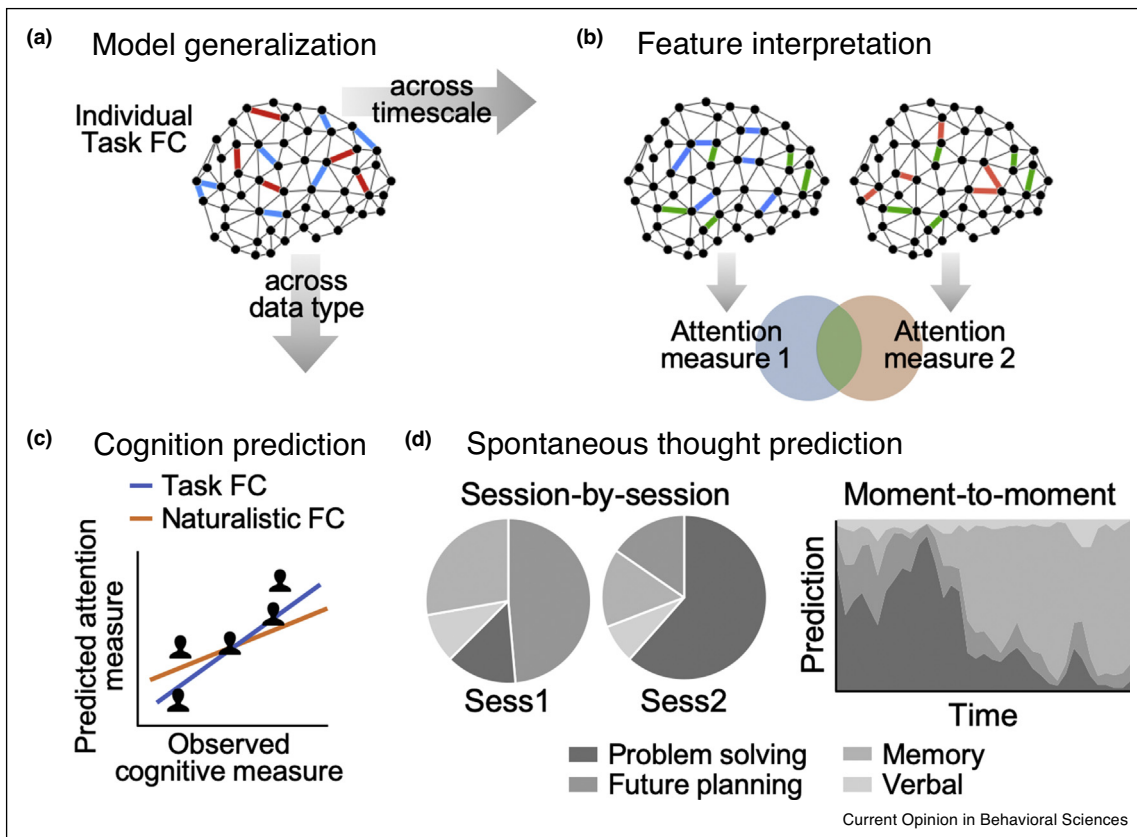 (a) Model generalization
Individual
Task FC
across
timescale
across
data type
(b) Feature interpretation
Attention
measure 1
Attention
measure 2
(c) Cognition prediction
Task FC
Naturalistic FC
Predicted attention
measure
Observed
cognitive measure
(d) Spontaneous thought prediction
Session-by-session
Sess1
Sess2
Moment-to-moment
Prediction
Time
Problem solving
Future planning
Memory
Verbal
Current Opinion in Behavioral Sciences